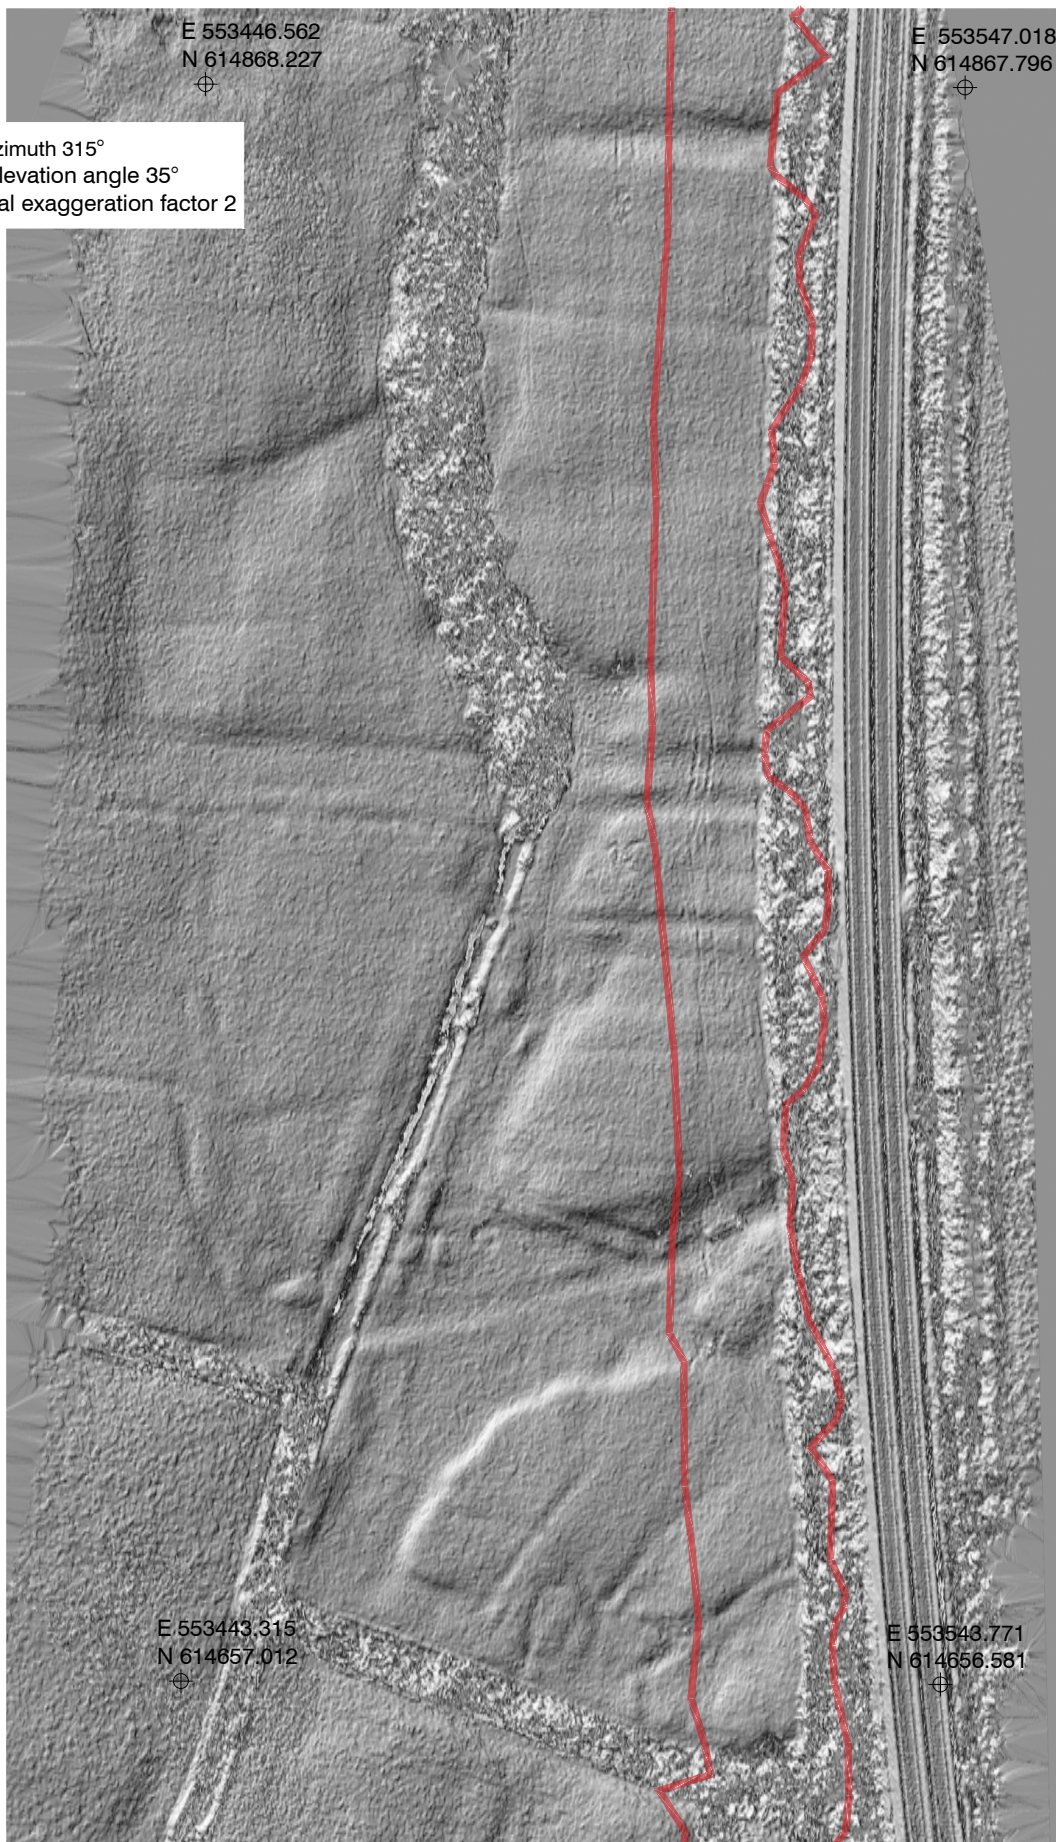 E 553446.562
N 614868.227
E 553547.018
N 614867.796
zimuth 315°
levation angle 35°
al exaggeration factor 2
E 553443.315
N 614657.012
E 553543.771
N 614656.581